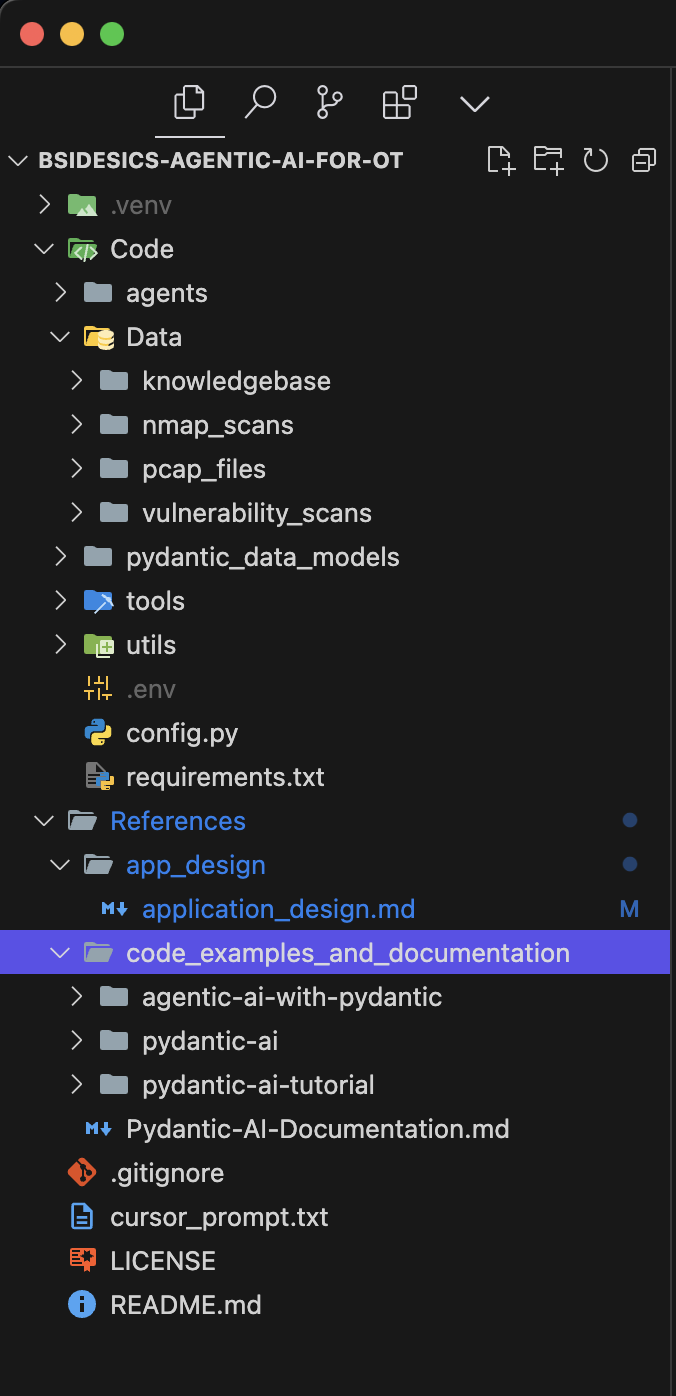 BSIDESICS-AGENTIC-AI-FOR-OT
.venv
Code
agents
Data
knowledgebase
nmap_scans
pcap_files
vulnerability_scans
pydantic_data_models
tools
utils
.env
config.py
requirements.txt
References
app_design
application_design.md M
code_examples_and_documentation
agentic-ai-with-pydantic
pydantic-ai
pydantic-ai-tutorial
Pydantic-AI-Documentation.md
.gitignore
cursor_prompt.txt
LICENSE
README.md